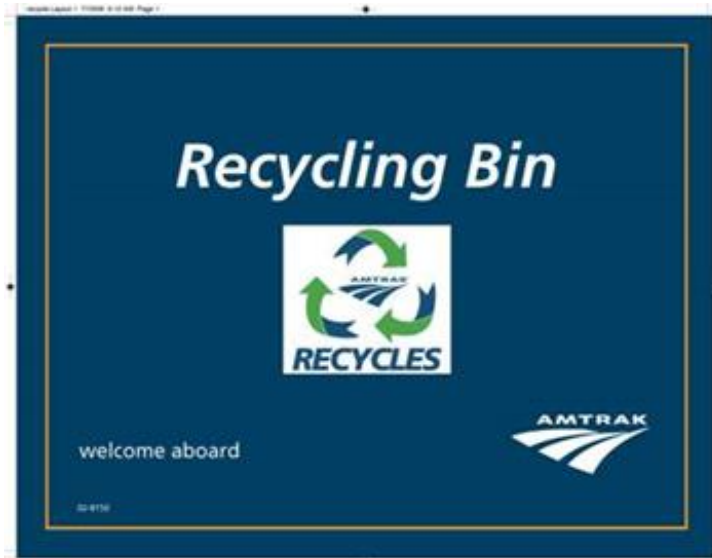 Recycling Bin
AMTRAK
RECYCLES
AMTRAK
welcome aboard